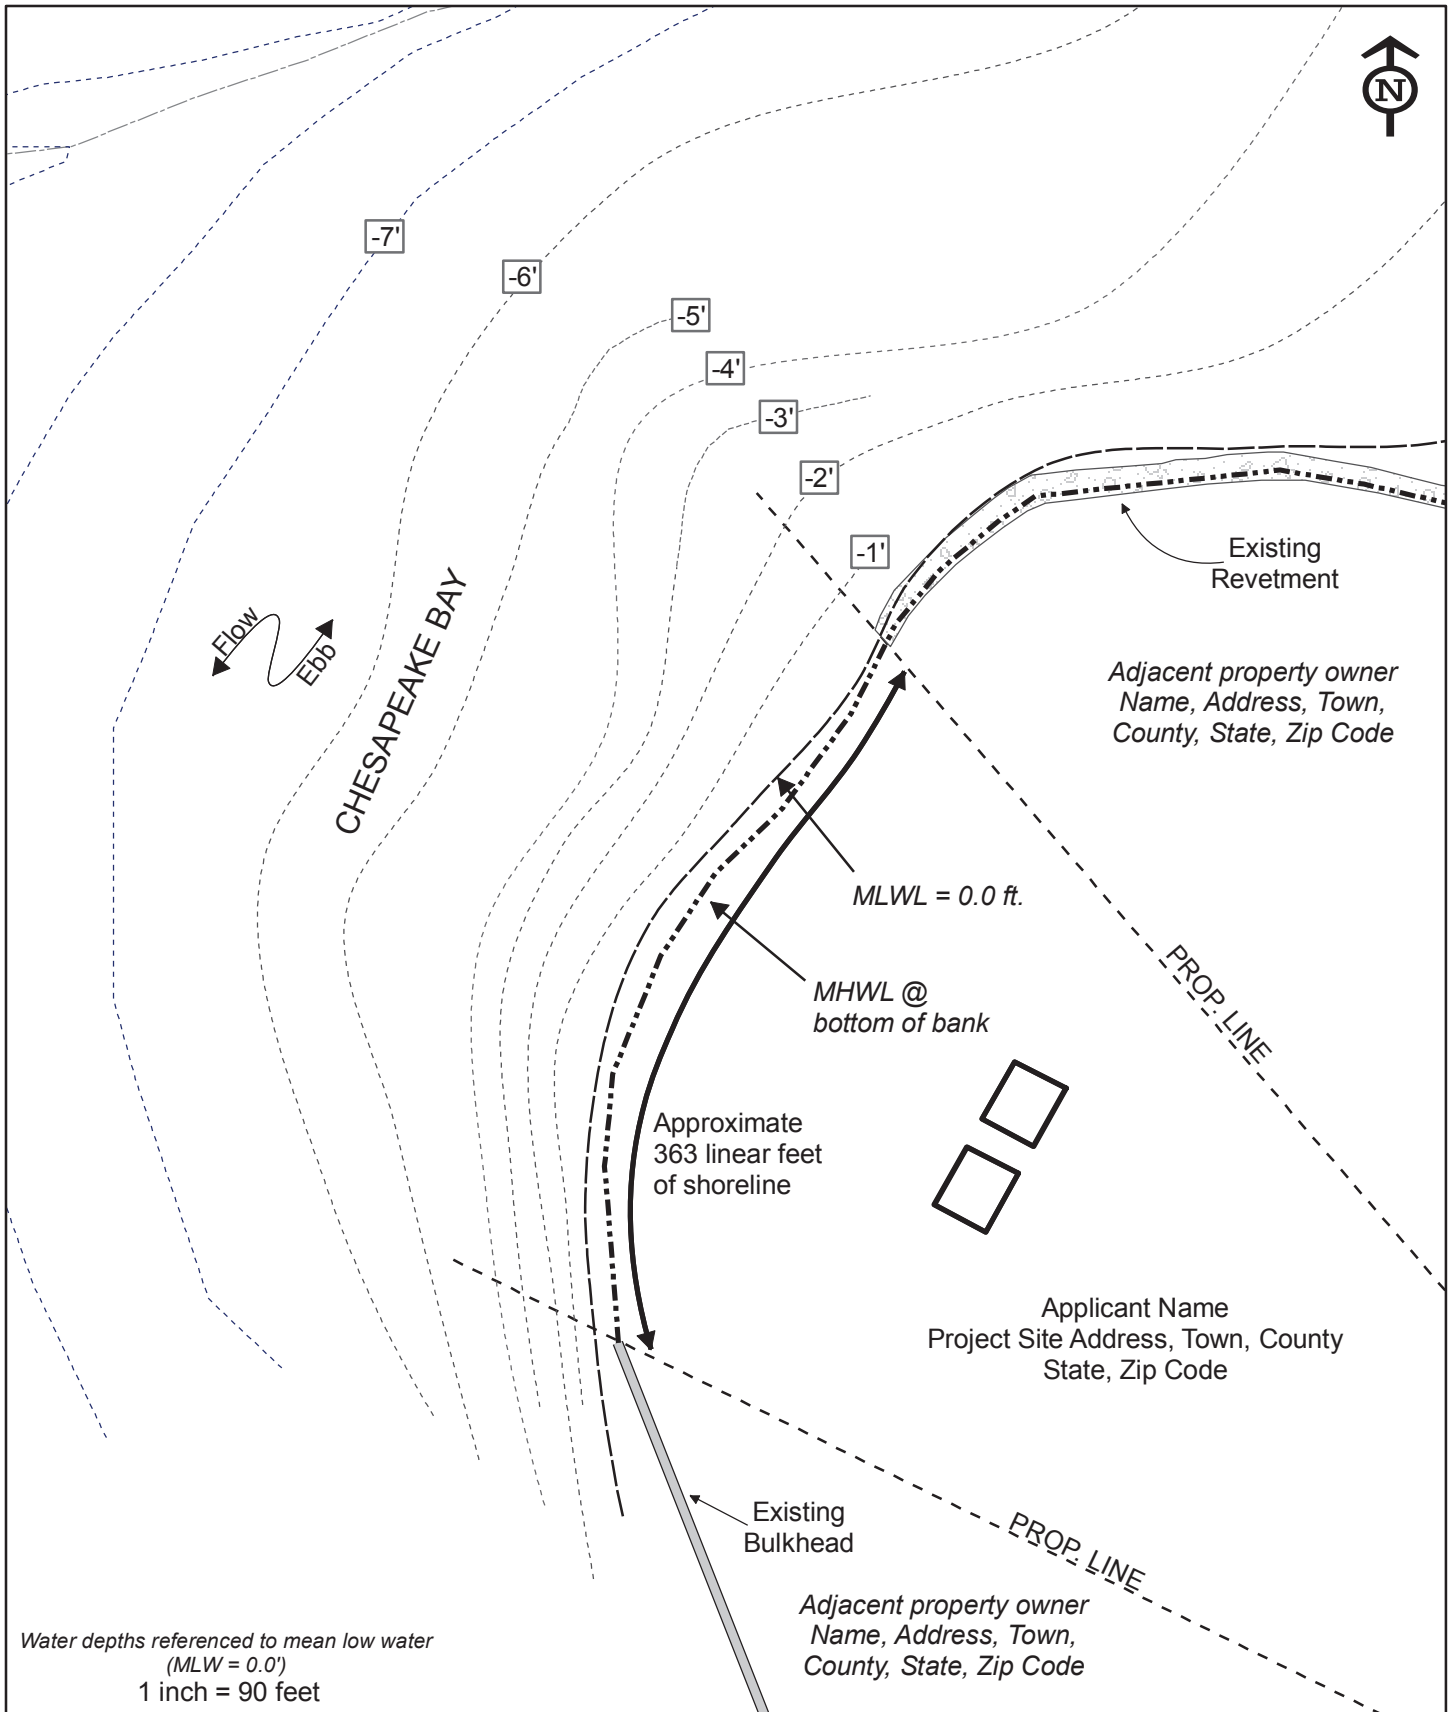 N
-7'
-6'
-5'
-4'
-3'
-2'
-1'
Existing
Revetment
Flow
Ebb
CHESAPEAKE BAY
Adjacent property owner
Name, Address, Town,
County, State, Zip Code
MLWL = 0.0 ft.
PROP. LINE
MHWL @
bottom of bank
Approximate
363 linear feet
of shoreline
Applicant Name
Project Site Address, Town, County
State, Zip Code
Existing
Bulkhead
PROP. LINE
Adjacent property owner
Name, Address, Town,
County, State, Zip Code
Water depths referenced to mean low water
(MLW = 0.0')
1 inch = 90 feet